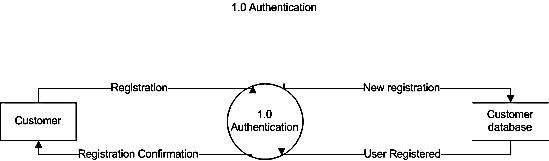 1.0 Authentication
Registration
New registration
Customer
1.0
Authentication
Customer
database
Registration Confirmation
User Registered